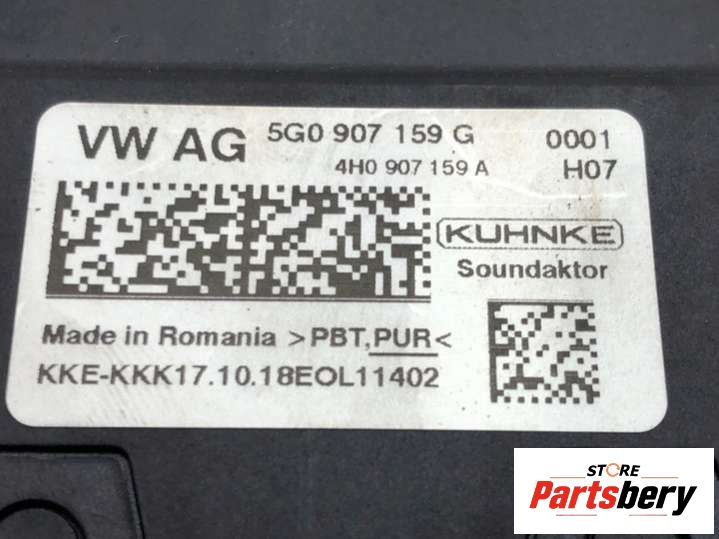 VW AG 5G0 907 159 G 0001
4H0 907 159 A H07
KUHNKE
Soundaktor
Made in Romania >PBT,PUR<
KKE-KKK17.10.18EOL11402
STORE
Partsbery